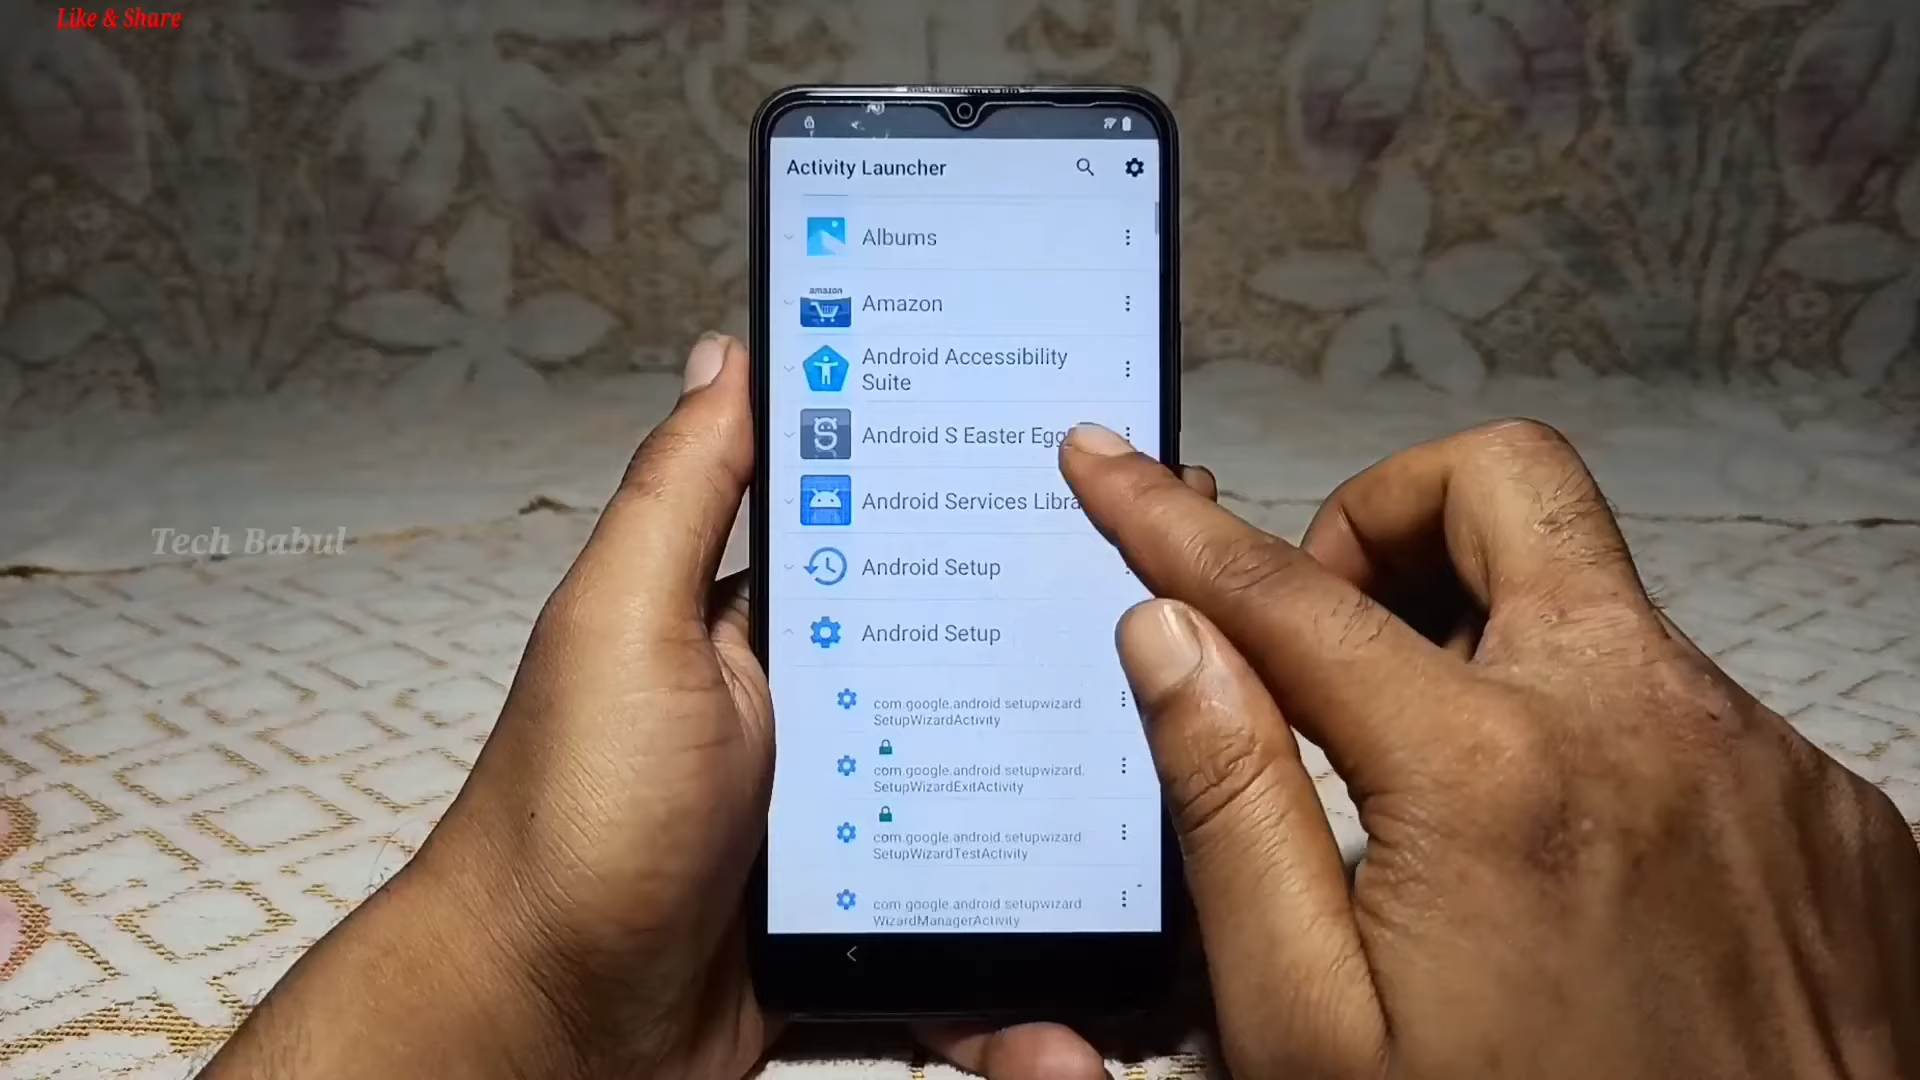 Like & Share
Activity Launcher
Albums
amazon
Amazon
Android Accessibility
Suite
Android S Easter Egg
Android Services Libra
Tech Babul
Android Setup
Android Setup
com.google.android.setupwizard
SetupWizardActivity
com.google.android.setupwizard.
SetupWizardExitActivity
com.google.android.setupwizard
SetupWizardTestActivity
com.google.android.setupwizard
WizardManagerActivity